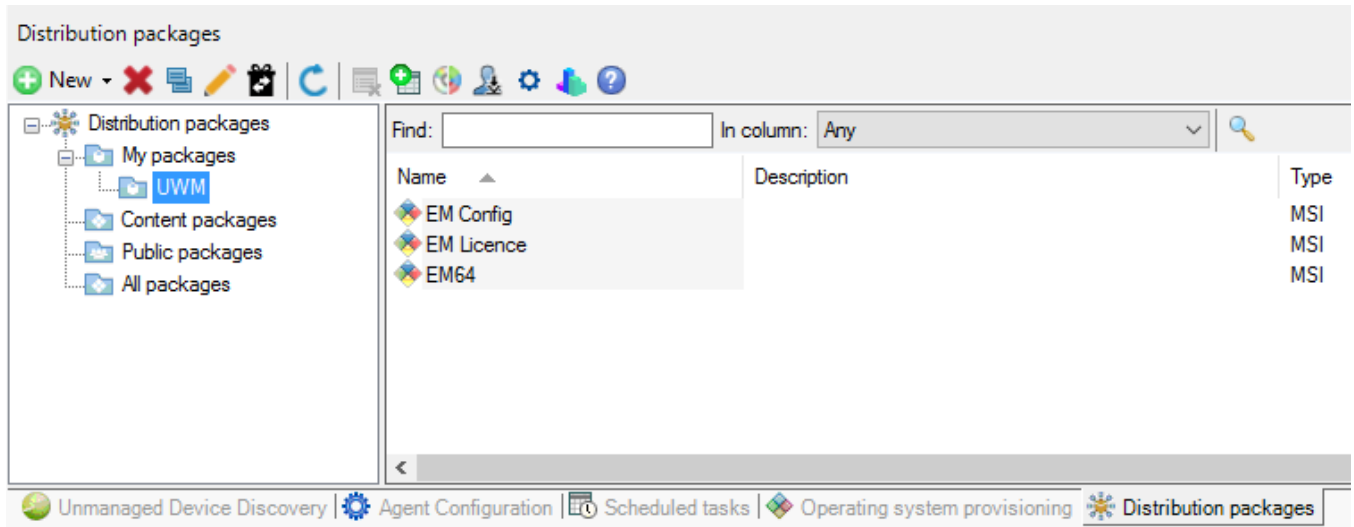 Distribution packages
New
Distribution packages
My packages
UWM
Content packages
Public packages
All packages
Find: In column: Any
Name Description Type
EM Config MSI
EM Licence MSI
EM64 MSI
Unmanaged Device Discovery Agent Configuration Scheduled tasks Operating system provisioning Distribution packages